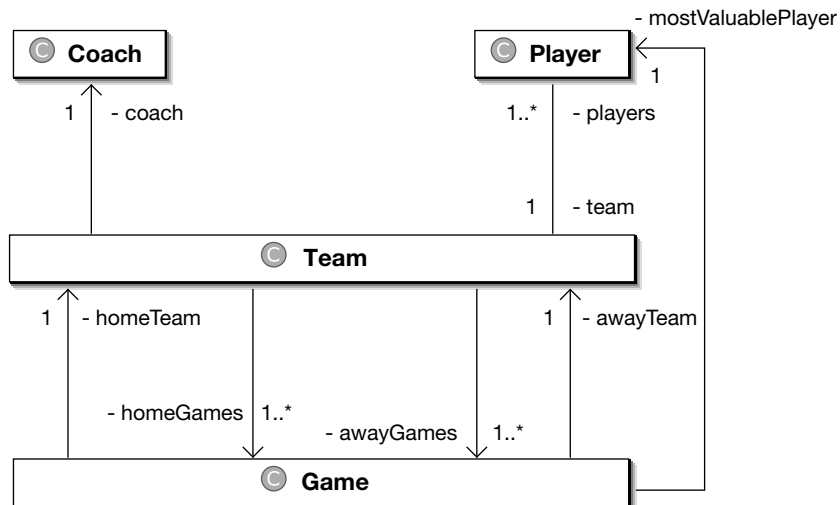 - mostValuablePlayer
C Coach
C Player
1
1 - coach
1..* - players
1 - team
C Team
1 - homeTeam
1 - awayTeam
- homeGames 1..*
- awayGames 1..*
C Game